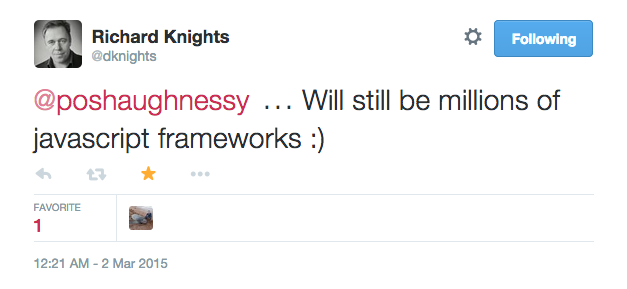 Richard Knights
@dknights
Following
@poshaughnessy ... Will still be millions of
javascript frameworks :)
FAVORITE
1
12:21 AM - 2 Mar 2015